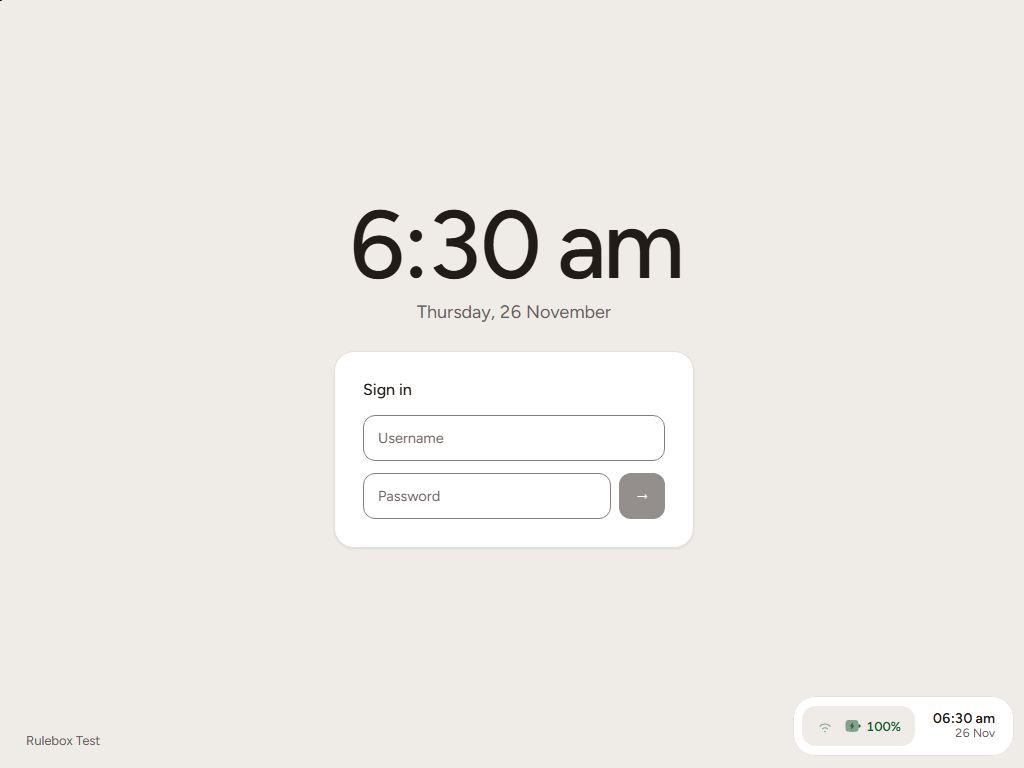 6:30 am
Thursday, 26 November
Sign in
Username
Password
→
Rulebox Test
100%
06:30 am
26 Nov